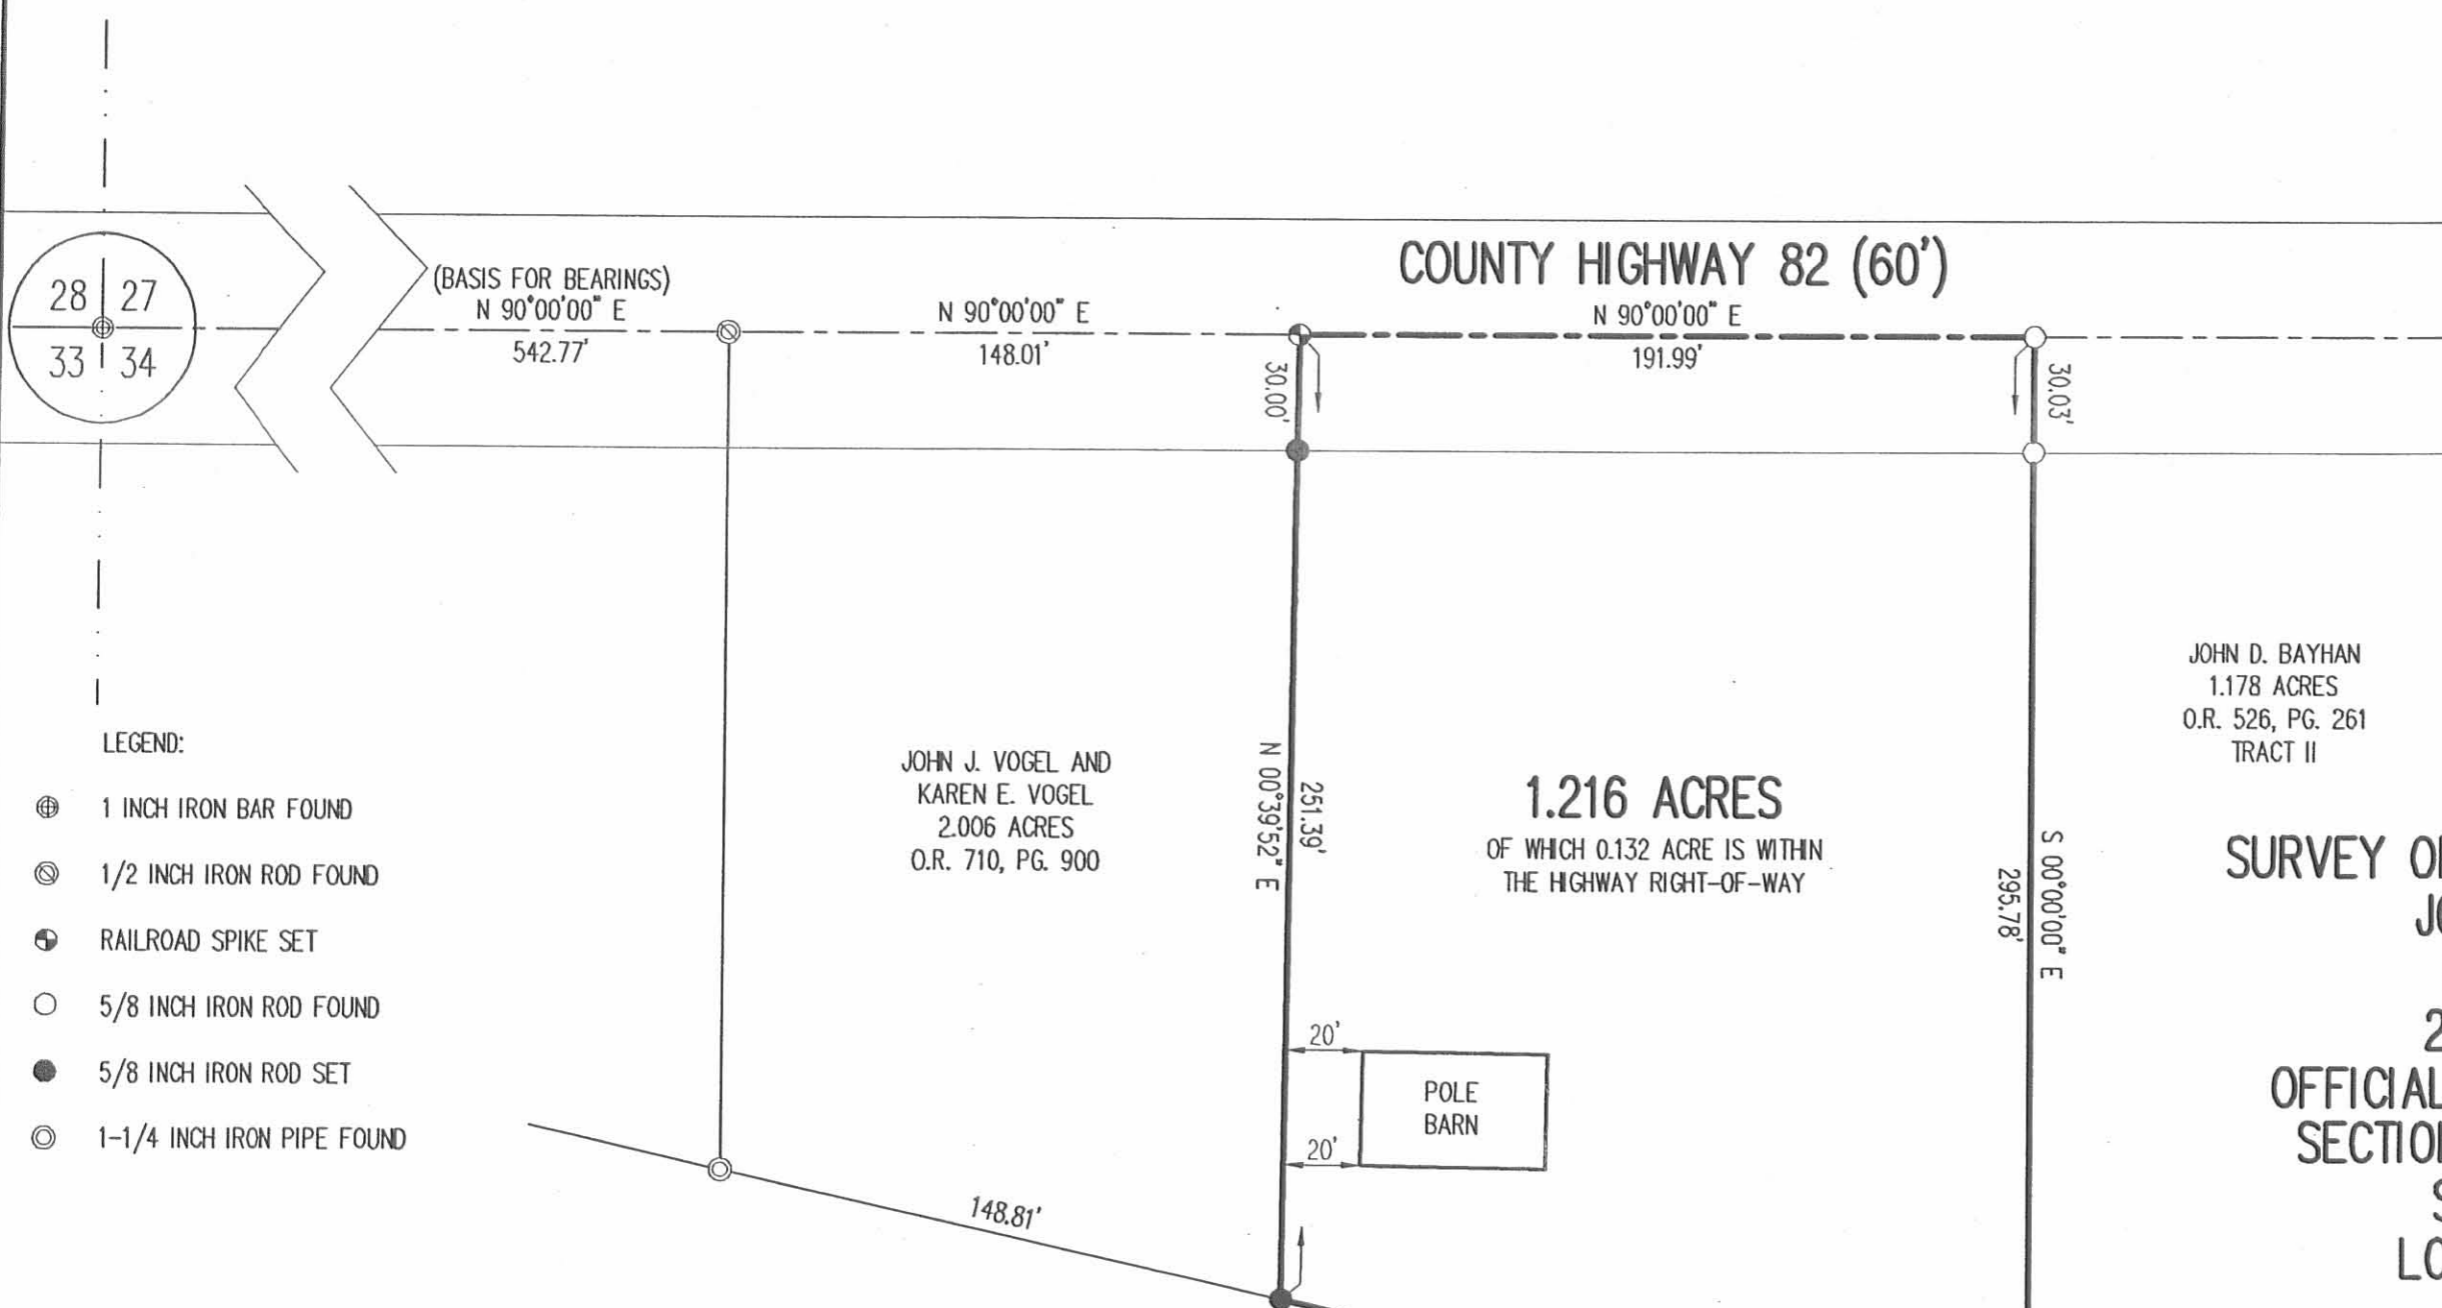 COUNTY HIGHWAY 82 (60')
28 27
33 34
(BASIS FOR BEARINGS)
N 90°00'00" E
542.77'
N 90°00'00" E
148.01'
N 90°00'00" E
191.99'
30.00'
30.03'
JOHN D. BAYHAN
1.178 ACRES
O.R. 526, PG. 261
TRACT II
LEGEND:
1 INCH IRON BAR FOUND
1/2 INCH IRON ROD FOUND
RAILROAD SPIKE SET
5/8 INCH IRON ROD FOUND
5/8 INCH IRON ROD SET
1-1/4 INCH IRON PIPE FOUND
JOHN J. VOGEL AND
KAREN E. VOGEL
2.006 ACRES
O.R. 710, PG. 900
N 00°39'52" E
251.39'
1.216 ACRES
OF WHICH 0.132 ACRE IS WITHIN
THE HIGHWAY RIGHT-OF-WAY
S 00°00'00" E
295.78'
20'
POLE
BARN
20'
148.81'
SURVEY
2
OFFICIAL